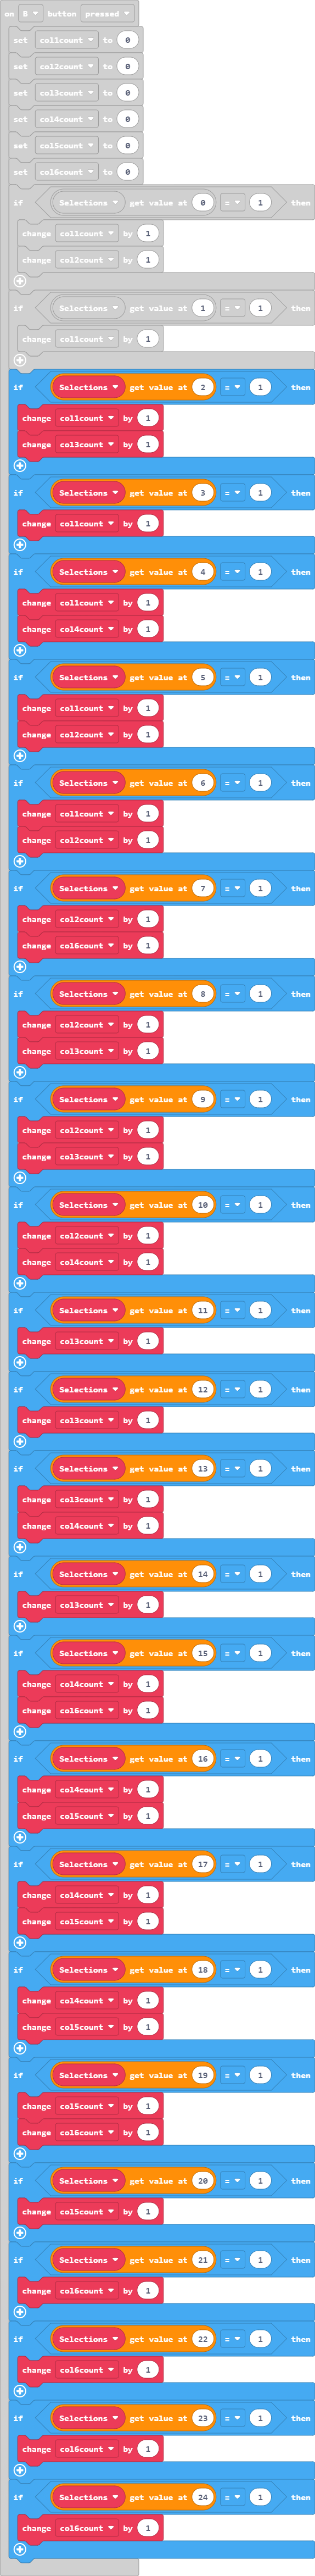 on B button pressed
set col1count to 0
set col2count to 0
set col3count to 0
set col4count to 0
set col5count to 0
set col6count to 0
if Selections get value at 0 = 1 then
change col1count by 1
change col2count by 1
if Selections get value at 1 = 1 then
change col1count by 1
if Selections get value at 2 = 1 then
change col1count by 1
change col3count by 1
if Selections get value at 3 = 1 then
change col1count by 1
if Selections get value at 4 = 1 then
change col1count by 1
change col4count by 1
if Selections get value at 5 = 1 then
change col1count by 1
change col2count by 1
if Selections get value at 6 = 1 then
change col1count by 1
change col2count by 1
if Selections get value at 7 = 1 then
change col2count by 1
change col6count by 1
if Selections get value at 8 = 1 then
change col2count by 1
change col3count by 1
if Selections get value at 9 = 1 then
change col2count by 1
change col3count by 1
if Selections get value at 10 = 1 then
change col2count by 1
change col4count by 1
if Selections get value at 11 = 1 then
change col3count by 1
if Selections get value at 12 = 1 then
change col3count by 1
if Selections get value at 13 = 1 then
change col3count by 1
change col4count by 1
if Selections get value at 14 = 1 then
change col3count by 1
if Selections get value at 15 = 1 then
change col4count by 1
change col6count by 1
if Selections get value at 16 = 1 then
change col4count by 1
change col5count by 1
if Selections get value at 17 = 1 then
change col4count by 1
change col5count by 1
if Selections get value at 18 = 1 then
change col4count by 1
change col5count by 1
if Selections get value at 19 = 1 then
change col5count by 1
change col6count by 1
if Selections get value at 20 = 1 then
change col5count by 1
if Selections get value at 21 = 1 then
change col6count by 1
if Selections get value at 22 = 1 then
change col6count by 1
if Selections get value at 23 = 1 then
change col6count by 1
if Selections get value at 24 = 1 then
change col6count by 1